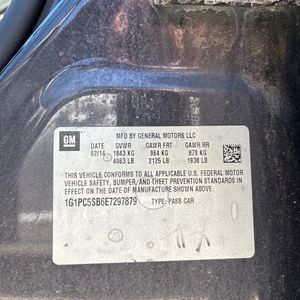 MFD BY GENERAL MOTORS LLC
GM DATE GVWR GAWR FRT GAWR RR
02/14 1843 KG 964 KG 879 KG
4063 LB 2125 LB 1938 LB
THIS VEHICLE CONFORMS TO ALL APPLICABLE U.S. FEDERAL MOTOR
VEHICLE SAFETY, BUMPER, AND THEFT PREVENTION STANDARDS IN
EFFECT ON THE DATE OF MANUFACTURE SHOWN ABOVE.
1G1PC5SB6E7297879 TYPE: PASS CAR